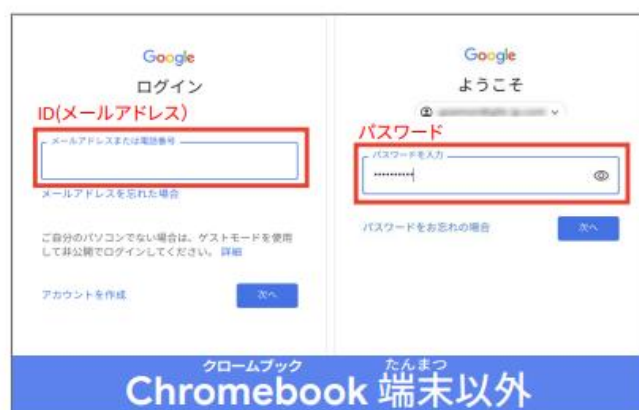 Google
ログイン
ID(メールアドレス）
メールアドレスまたは電話番号
メールアドレスを忘れた場合
ご自分のパソコンでない場合は、ゲストモードを使用
して非公開でログインしてください。 詳細
アカウントを作成
次へ
Google
ようこそ
パスワード
パスワードを入力
パスワードをお忘れの場合
次へ
クロームブック たんまつ
Chromebook 端末以外